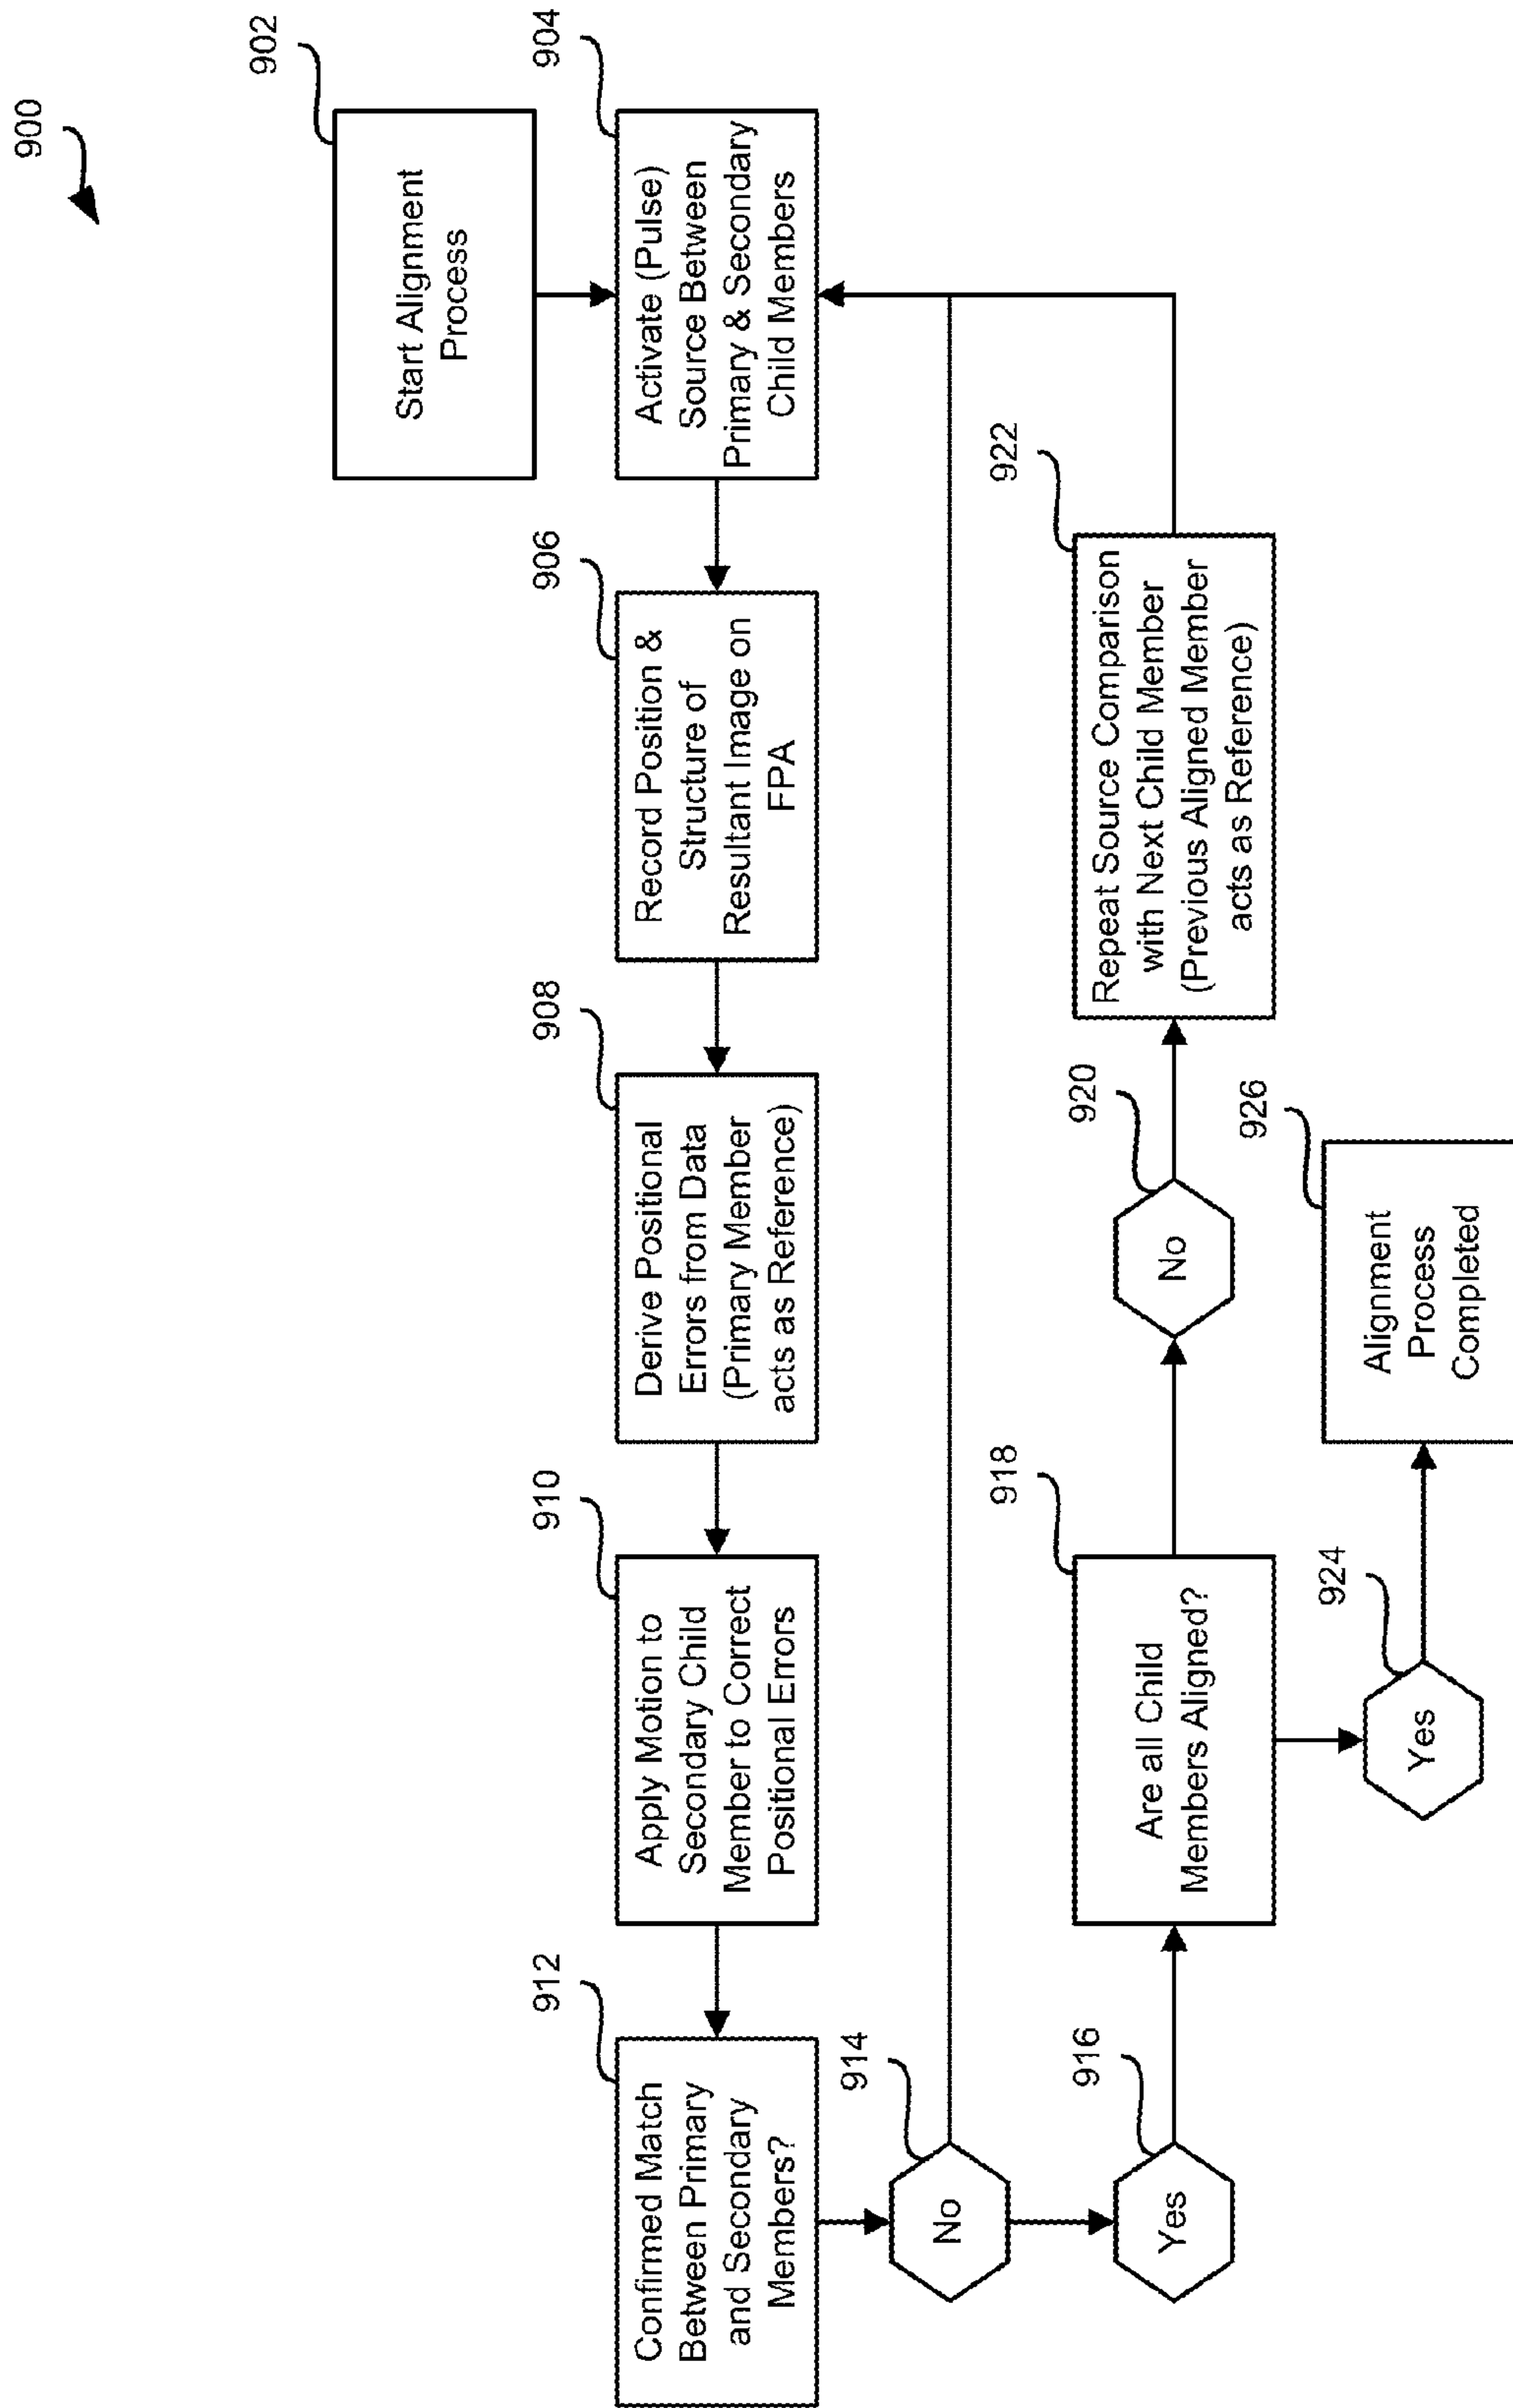 900
902
Start Alignment
Process
904
Activate (Pulse)
Source Between
Primary & Secondary
Child Members
906
Record Position &
Structure of
Resultant Image on
FPA
908
Derive Positional
Errors from Data
(Primary Member
acts as Reference)
910
Apply Motion to
Secondary Child
Member to Correct
Positional Errors
912
Confirmed Match
Between Primary
and Secondary
Members?
914
No
916
Yes
918
Are all Child
Members Aligned?
920
No
922
Repeat Source Comparison
with Next Child Member
(Previous Aligned Member
acts as Reference)
924
Yes
926
Alignment
Process
Completed